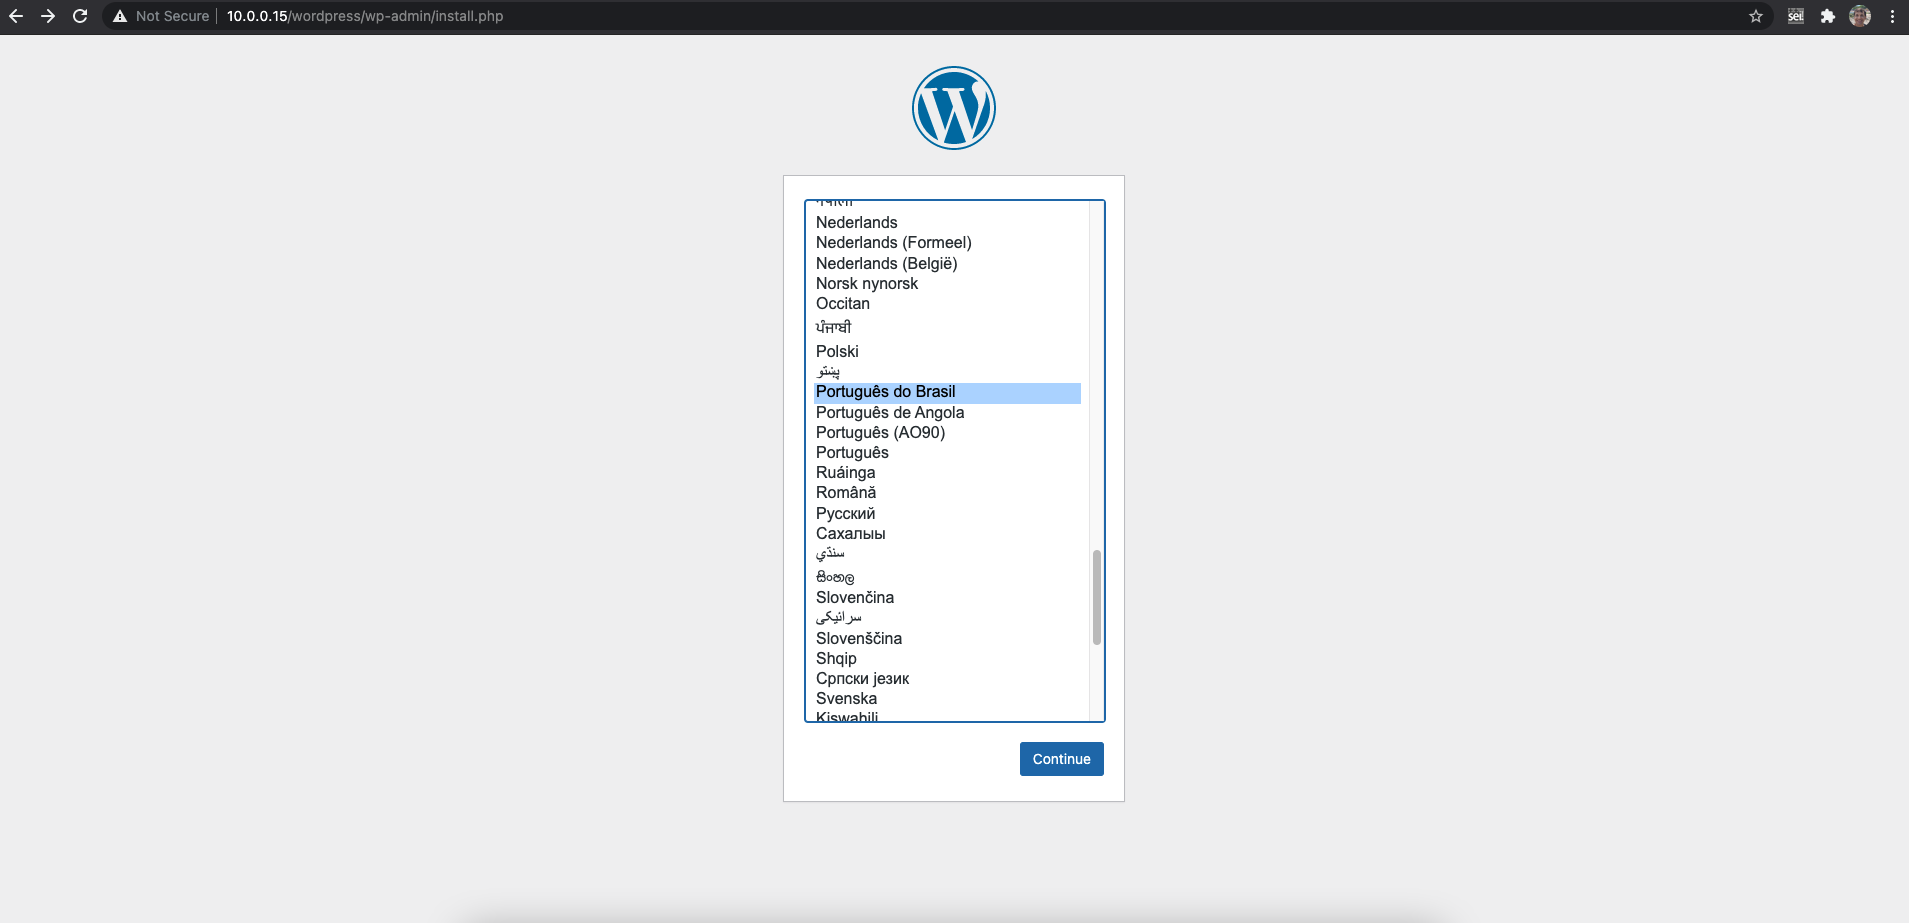 Not Secure | 10.0.0.15/wordpress/wp-admin/install.php
sei!
Nederlands
Nederlands (Formeel)
Nederlands (België)
Norsk nynorsk
Occitan
ਪੰਜਾਬੀ
Polski
پښتو
Português do Brasil
Português de Angola
Português (AO90)
Português
Ruáinga
Română
Русский
Сахалыы
سنڌي
සිංහල
Slovenčina
سرائیکی
Slovenščina
Shqip
Српски језик
Svenska
Kiswahili
Continue